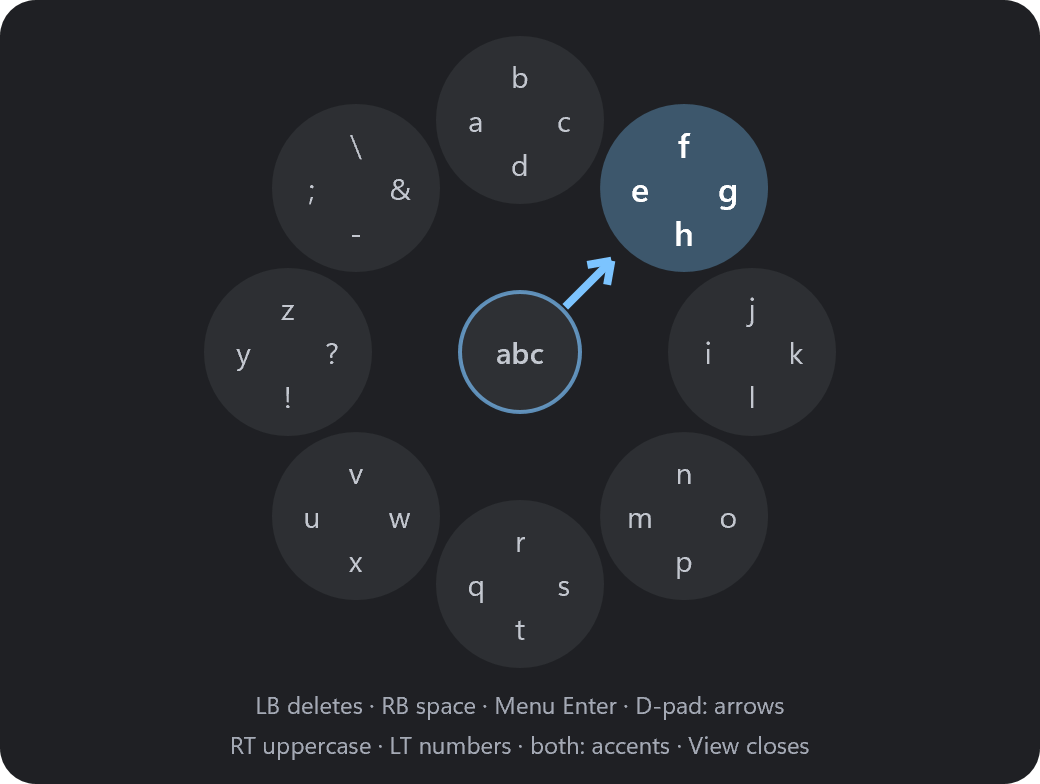 b
a c
d
\
; &
-
f
e g
h
z
y ?
!
abc
j
i k
l
v
u w
x
n
m o
p
r
q s
t
LB deletes · RB space · Menu Enter · D-pad: arrows
RT uppercase · LT numbers · both: accents · View closes